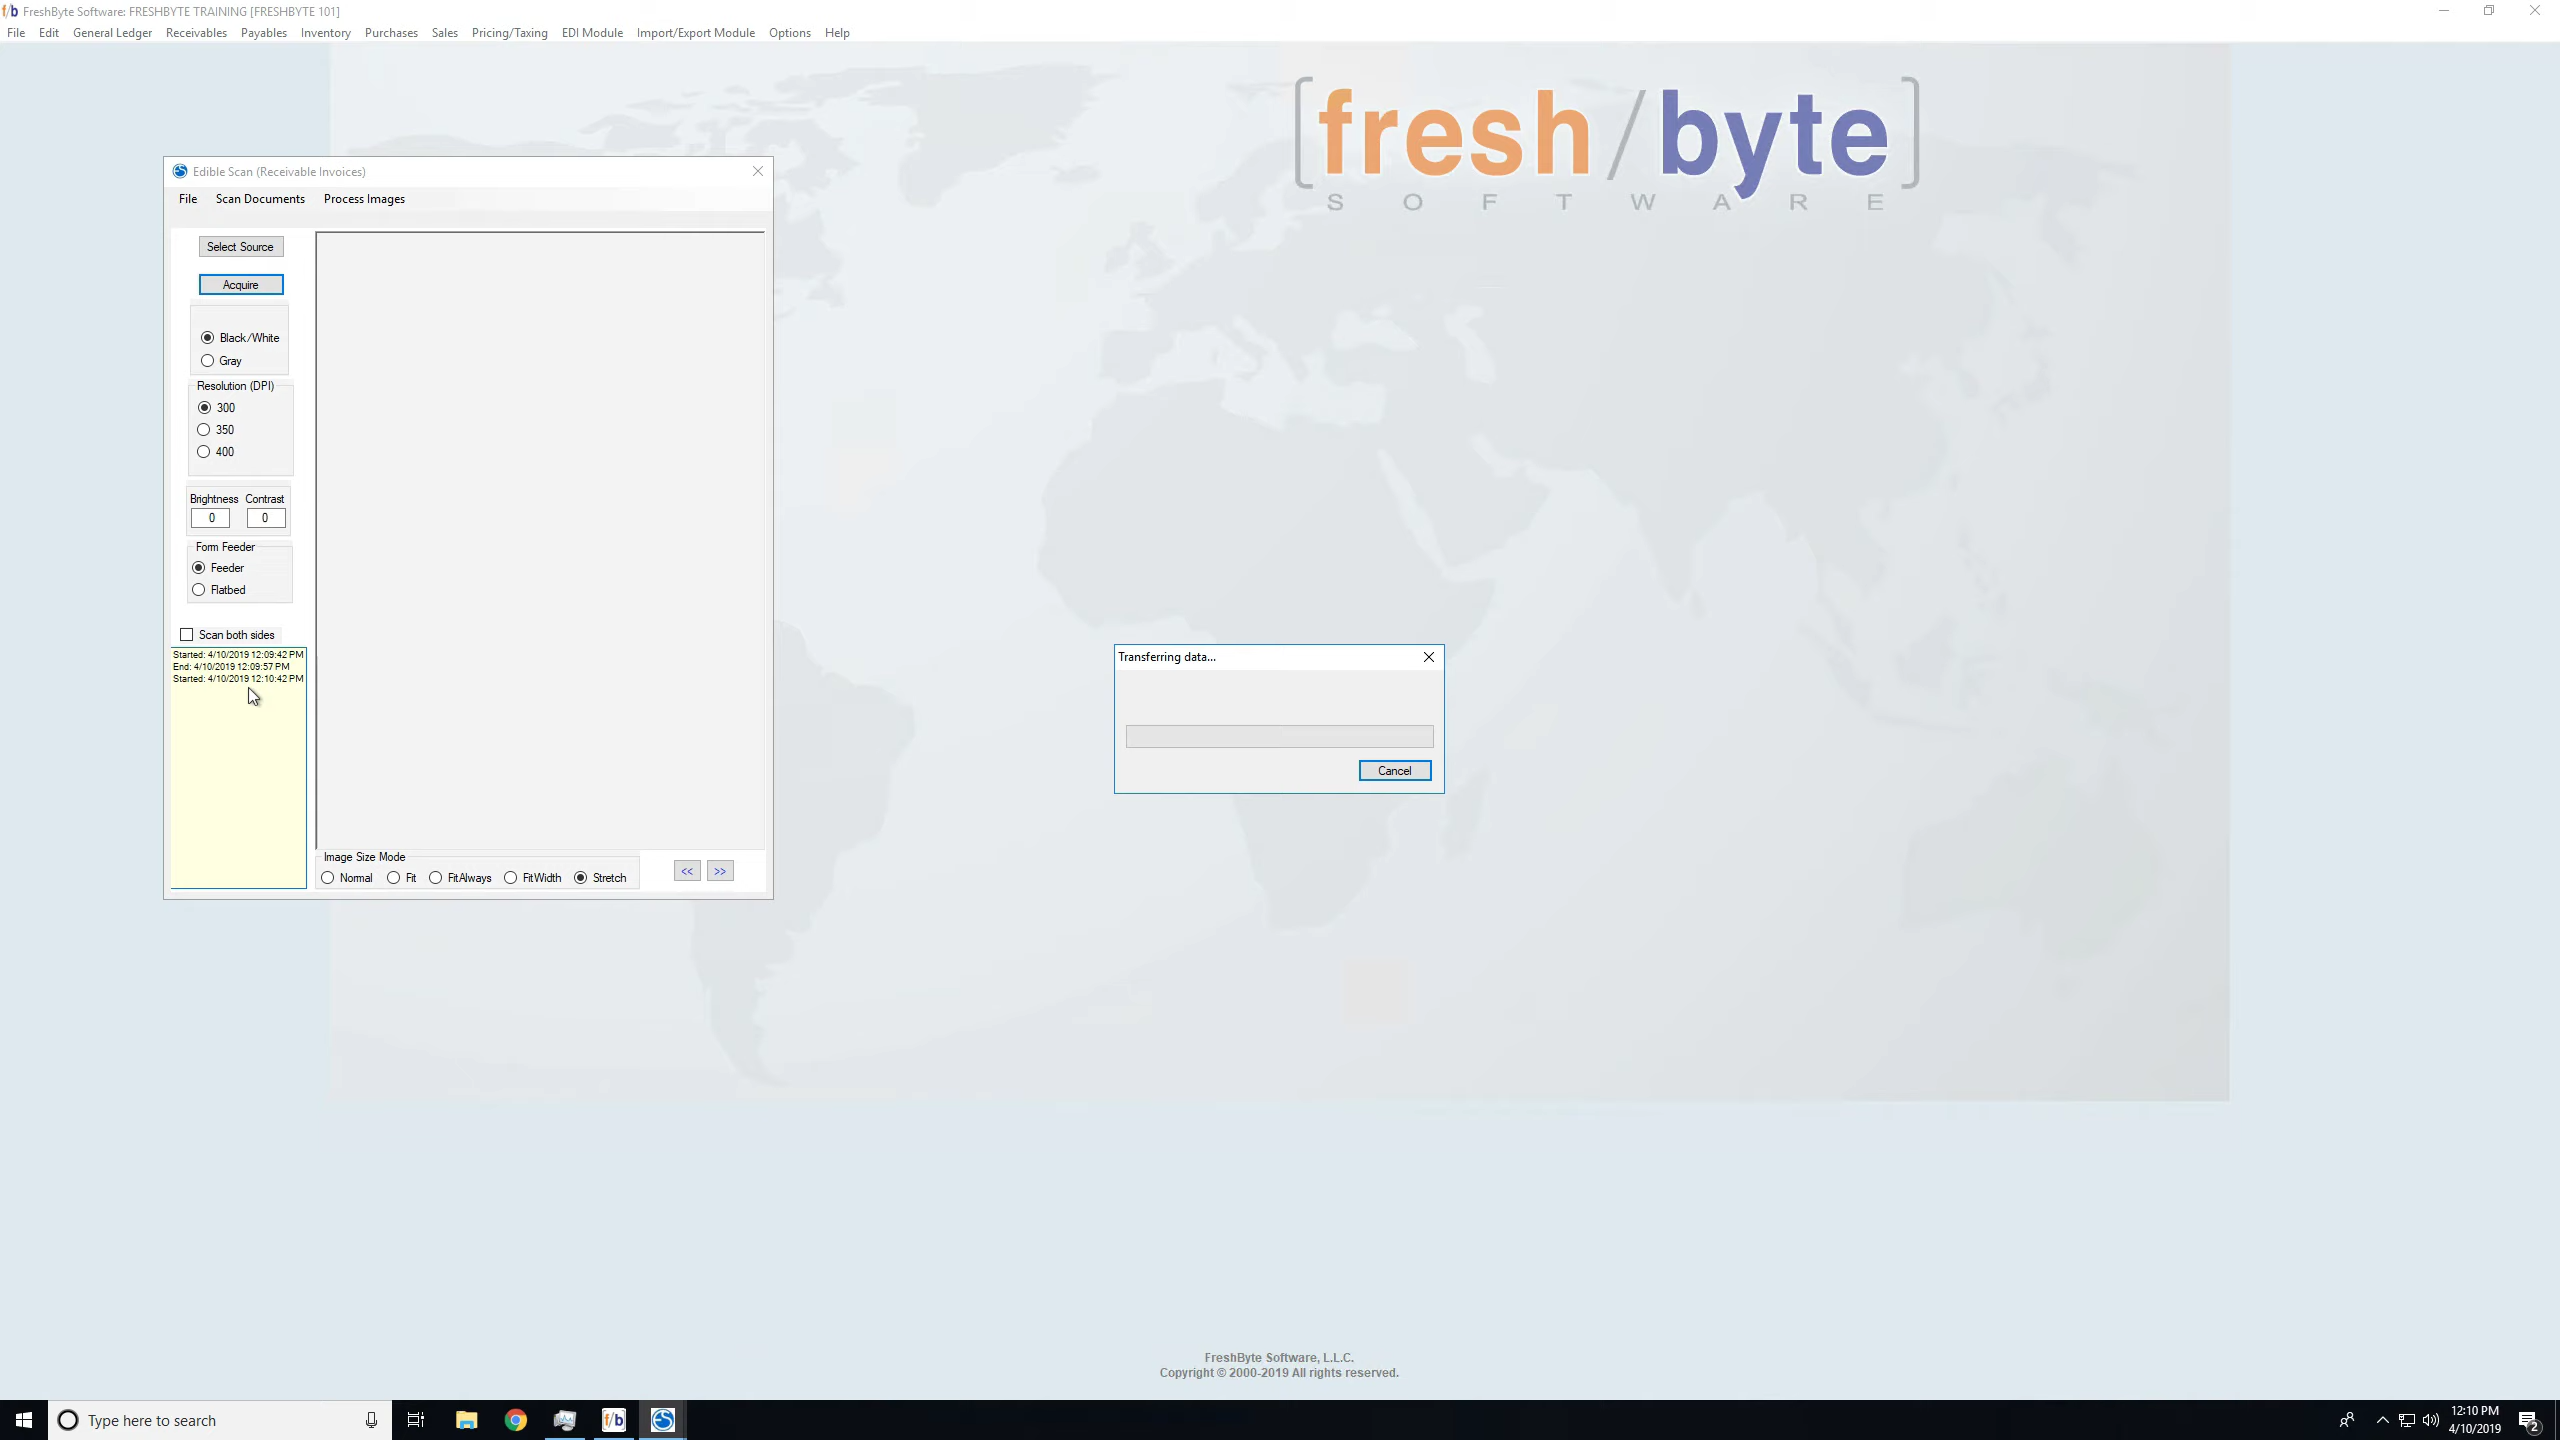 f/b FreshByte Software: FRESHBYTE TRAINING [FRESHBYTE 101]
File Edit General Ledger Receivables Payables Inventory Purchases Sales Pricing/Taxing EDI Module Import/Export Module Options Help
[fresh/byte]
SOFTWARE
Edible Scan (Receivable Invoices)
File Scan Documents Process Images
Select Source
Acquire
Black/White
Gray
Resolution (DPI)
300
350
400
Brightness Contrast
0 0
Form Feeder
Feeder
Flatbed
Scan both sides
Started: 4/10/2019 12:09:42 PM
End: 4/10/2019 12:09:57 PM
Started: 4/10/2019 12:10:42 PM
Image Size Mode
Normal Fit FitAlways FitWidth Stretch << >>
Transferring data...
Cancel
FreshByte Software, L.L.C.
Copyright © 2000-2019 All rights reserved.
Type here to search
f/b
12:10 PM
4/10/2019
2